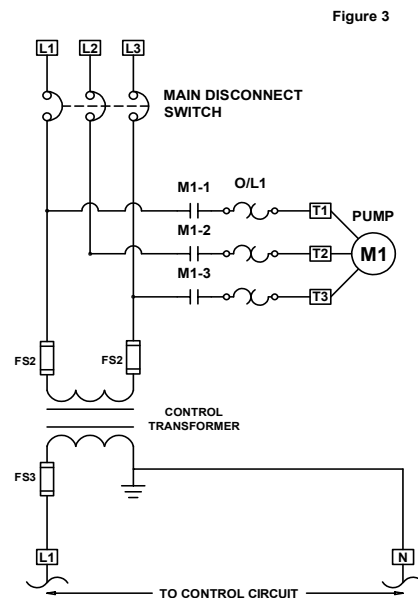 Figure 3
L1 L2 L3
MAIN DISCONNECT
SWITCH
M1-1 O/L1
T1 PUMP
M1-2
T2 M1
M1-3
T3
FS2 FS2
CONTROL
TRANSFORMER
FS3
L1 N
TO CONTROL CIRCUIT